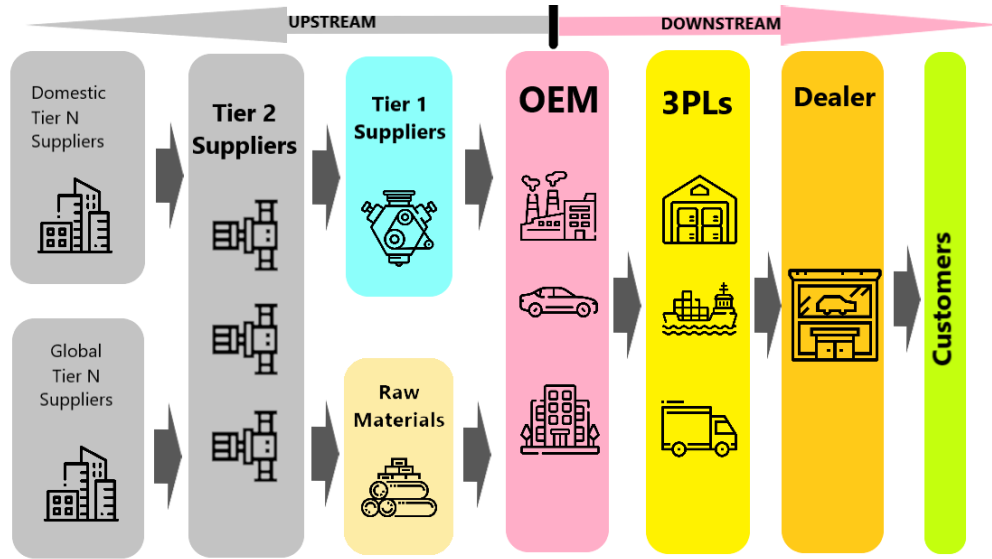 UPSTREAM
DOWNSTREAM
Domestic
Tier N
Suppliers
Global
Tier N
Suppliers
Tier 2
Suppliers
Tier 1
Suppliers
Raw
Materials
OEM
3PLs
Dealer
Customers